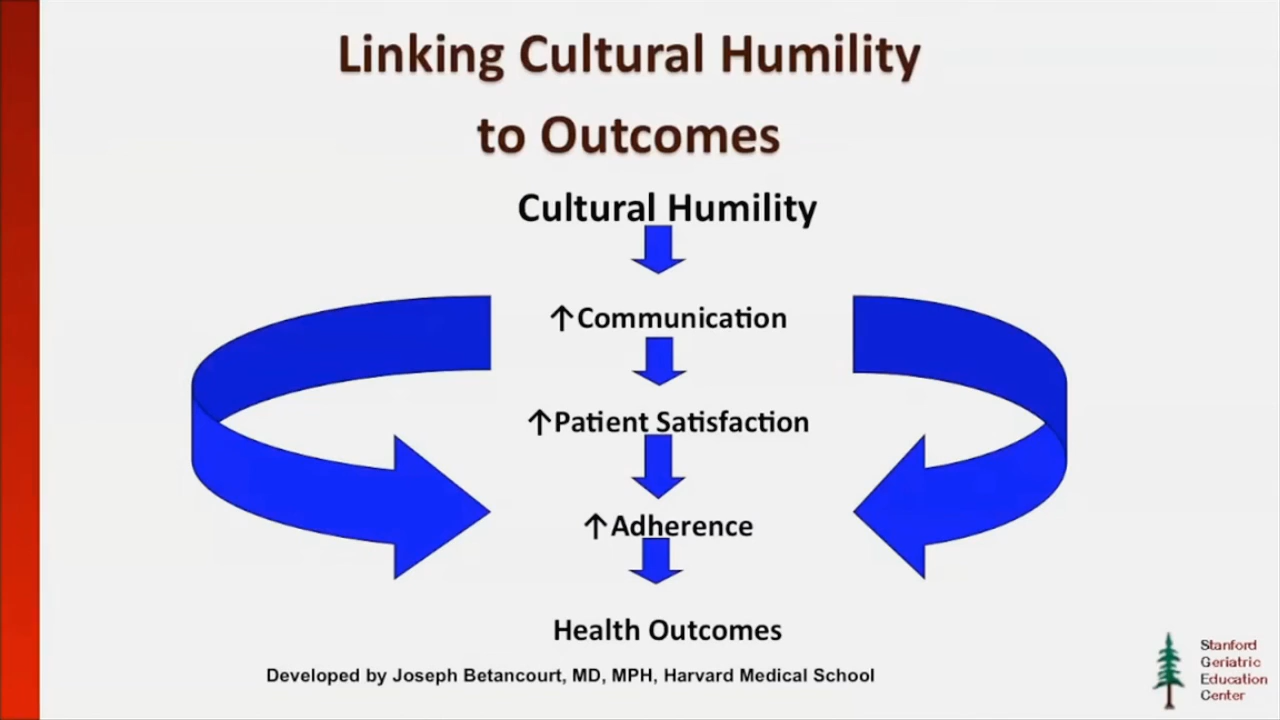 Linking Cultural Humility
to Outcomes
Cultural Humility
↑Communication
↑Patient Satisfaction
↑Adherence
Health Outcomes
Developed by Joseph Betancourt, MD, MPH, Harvard Medical School
Stanford
Geriatric
Education
Center